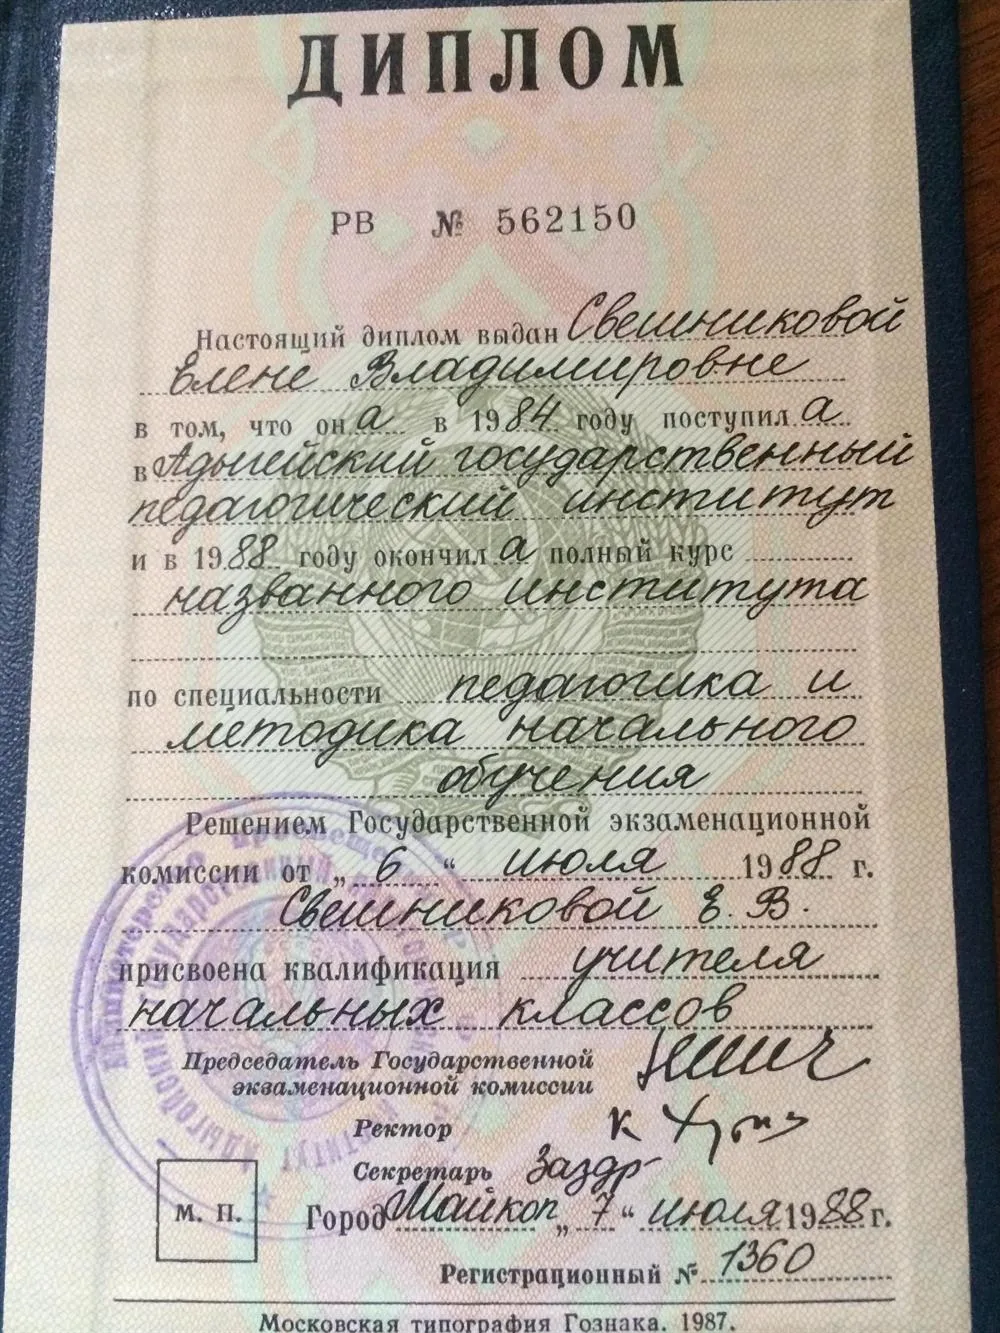 ДИПЛОМ
РВ № 562150
Настоящий диплом выдан Свешниковой
Елене Владимировне
в том, что он а в 1984 году поступил а
в Адыгейский государственный
педагогический институт
и в 1988 году окончил а полный курс
названного института
по специальности педагогика и
методика начального
обучения
Решением Государственной экзаменационной
комиссии от „ 6 “ июля 1988 г.
Свешниковой Е. В.
присвоена квалификация учителя
начальных классов
Председатель Государственной
экзаменационной комиссии
Ректор
Секретарь
М. П.
Город Майкоп „ 7 “ июля 1988 г.
Регистрационный № 1360
Московская типография Гознака. 1987.